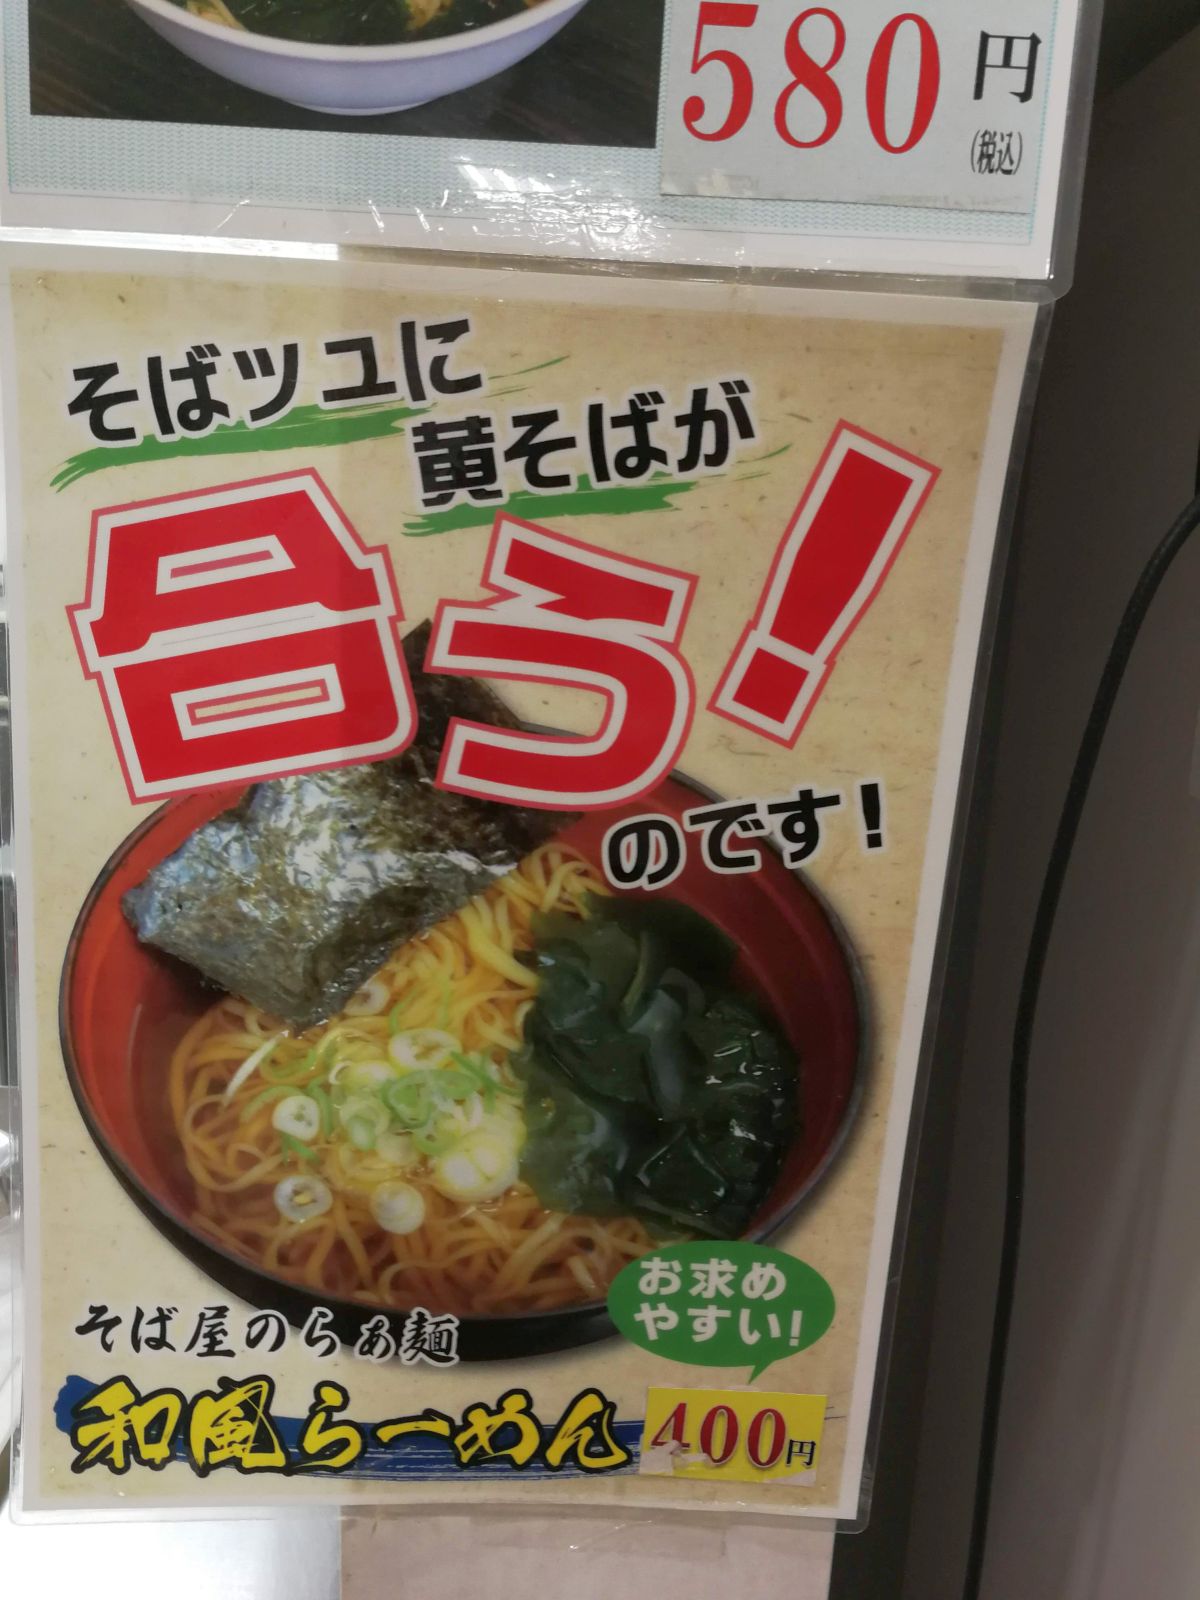 580円
(税込)
そばツユに
黄そばが
合う!
のです!
お求め
やすい!
そば屋のらぁ麺
和風らーめん
400円